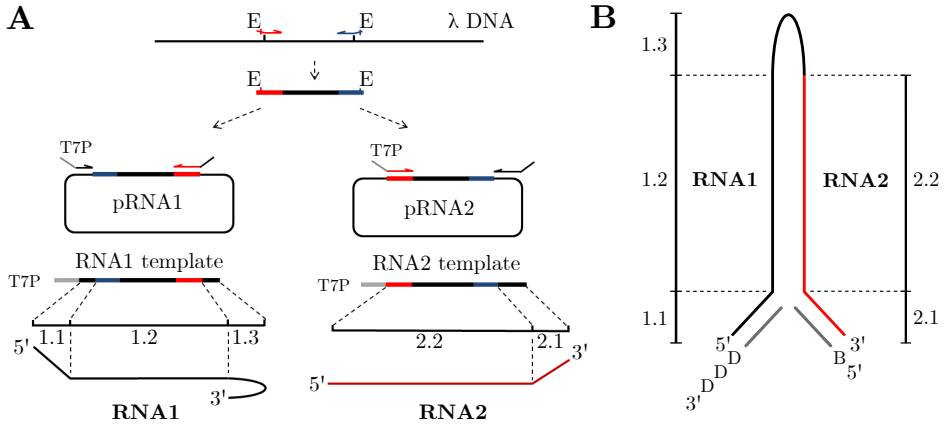 A
E E λ DNA
E E
T7P
pRNA1
T7P
pRNA2
RNA1 template
T7P
1.1 1.2 1.3
5'
3'
RNA1
RNA2 template
T7P
2.2 2.1
3'
5'
RNA2
B
1.3
1.2 RNA1 RNA2 2.2
1.1 2.1
5' 3'
D B
D 5'
D
3'